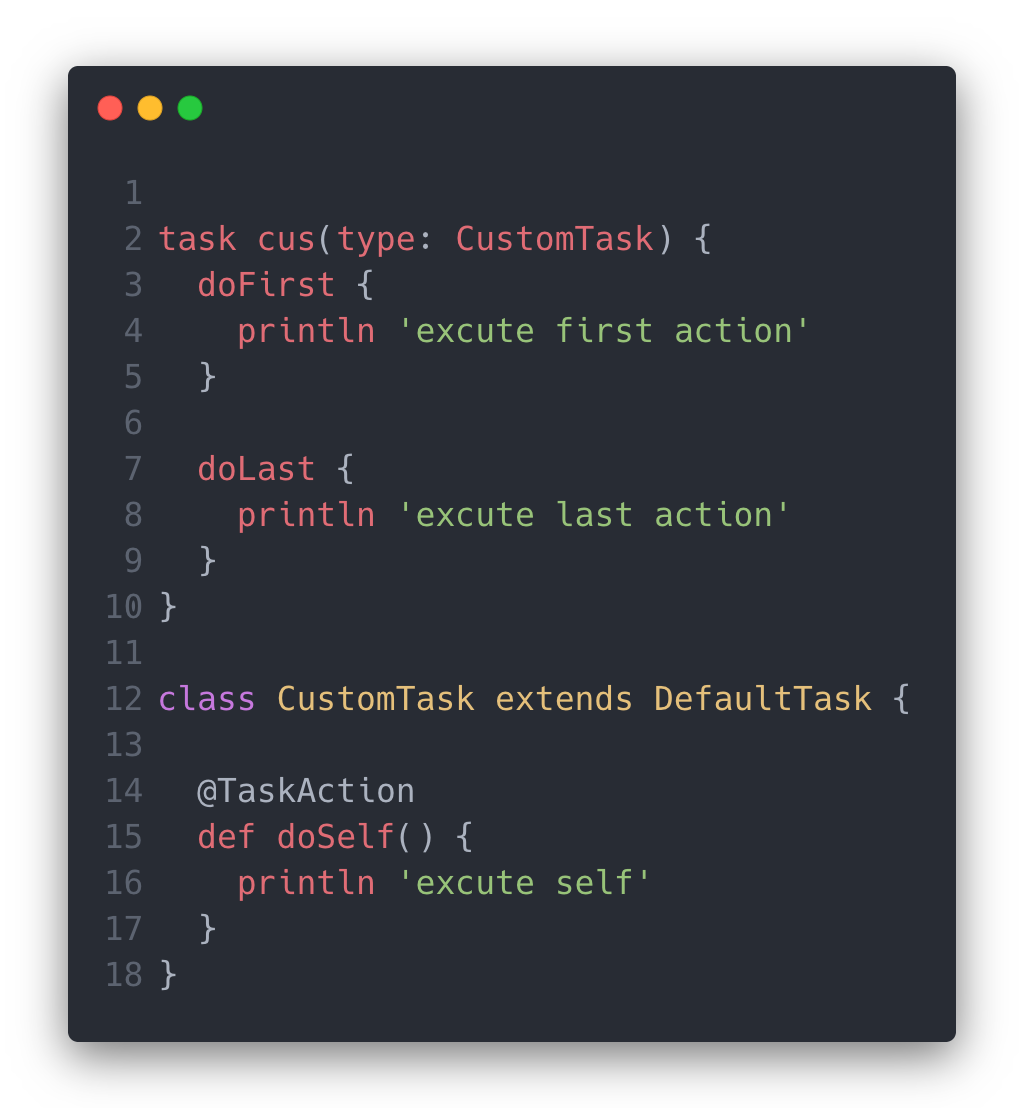 1
2 task cus(type: CustomTask) {
3   doFirst {
4     println 'excute first action'
5   }
6
7   doLast {
8     println 'excute last action'
9   }
10 }
11
12 class CustomTask extends DefaultTask {
13
14   @TaskAction
15   def doSelf() {
16     println 'excute self'
17   }
18 }